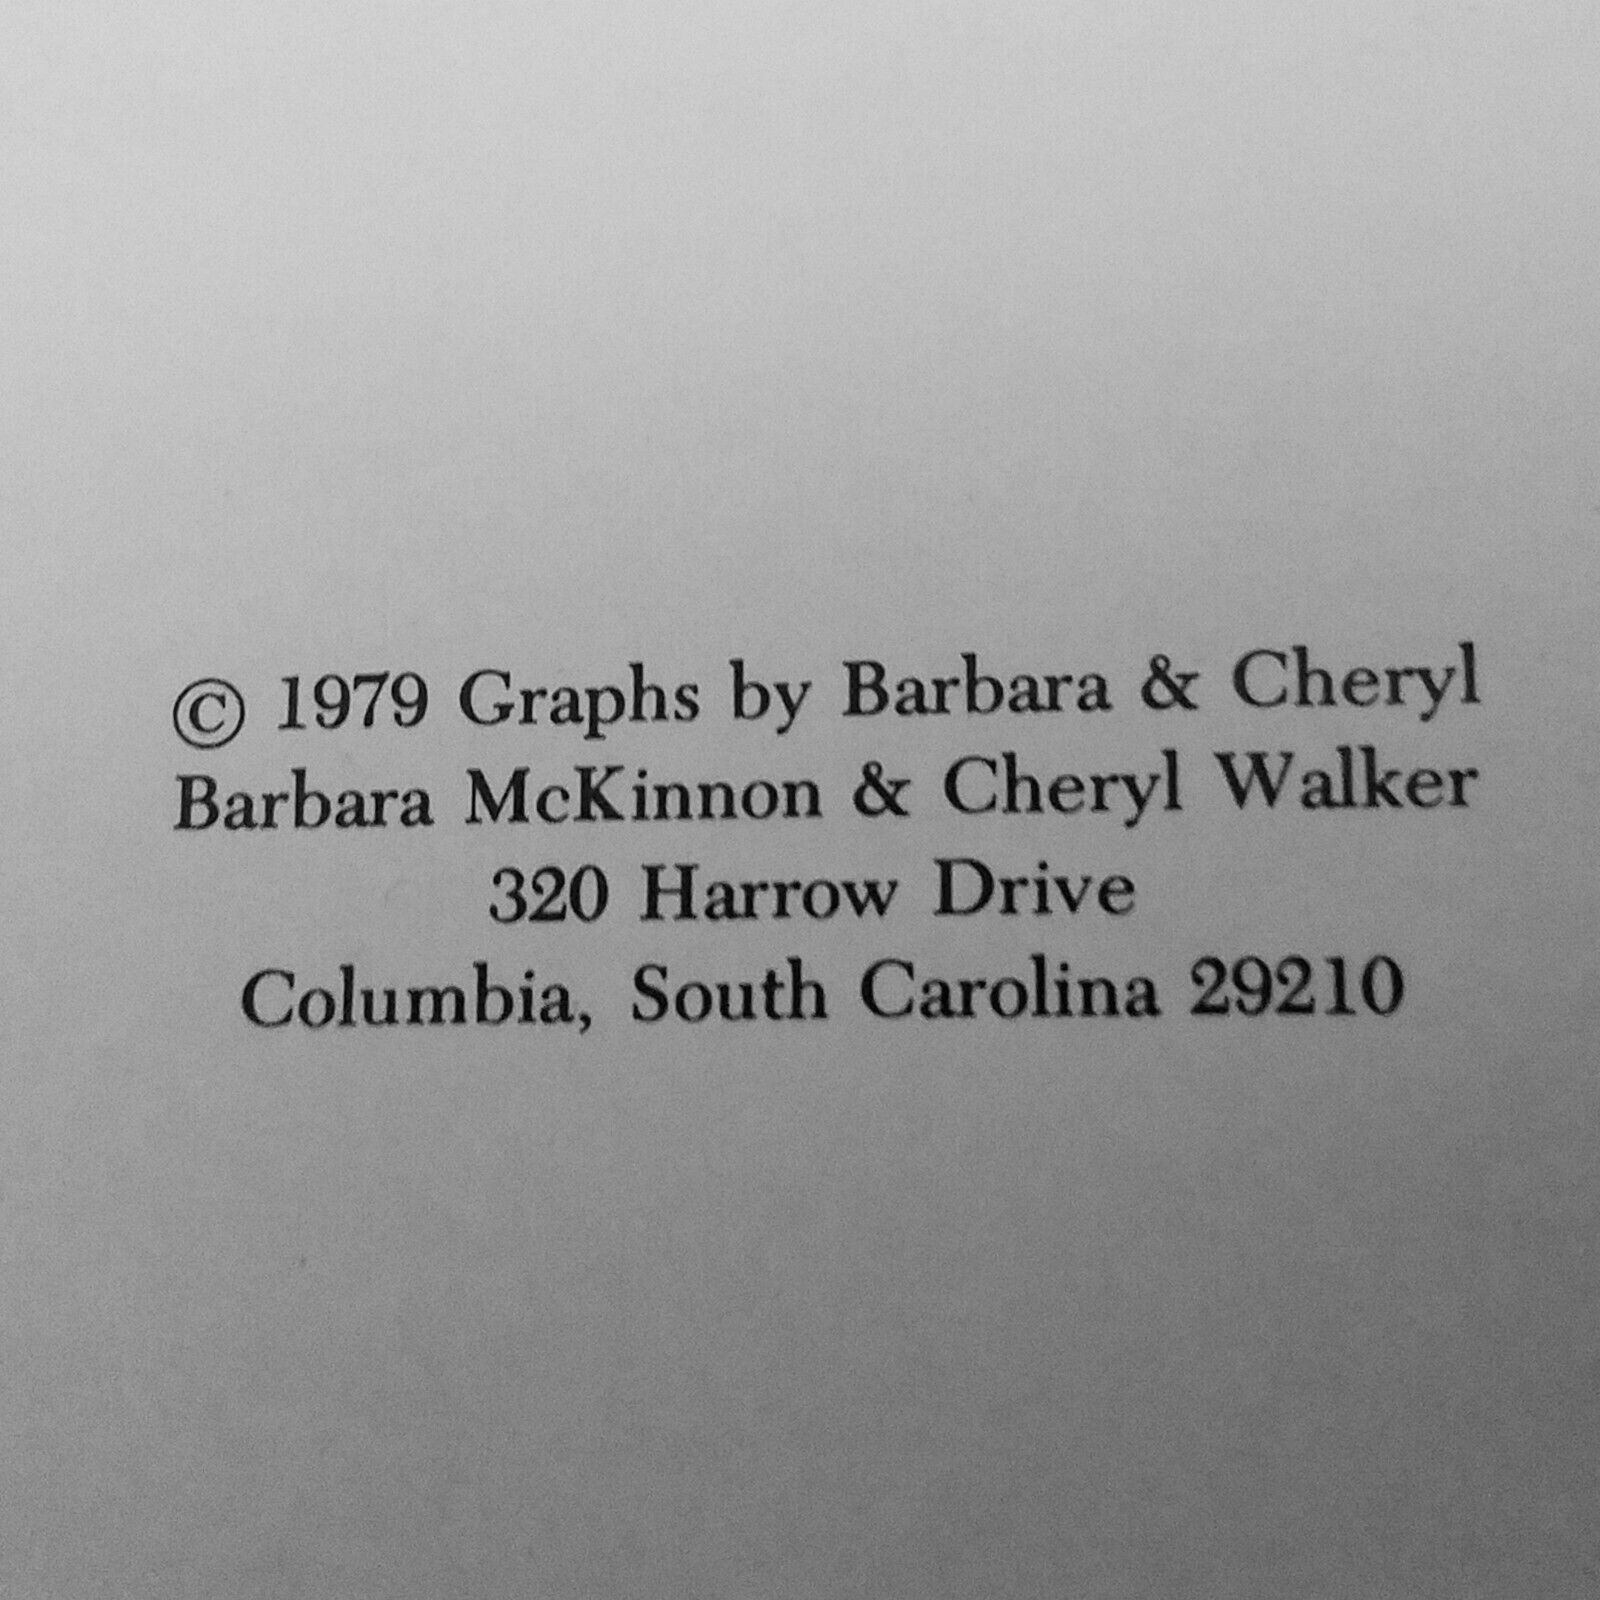 © 1979 Graphs by Barbara & Cheryl
Barbara McKinnon & Cheryl Walker
320 Harrow Drive
Columbia, South Carolina 29210